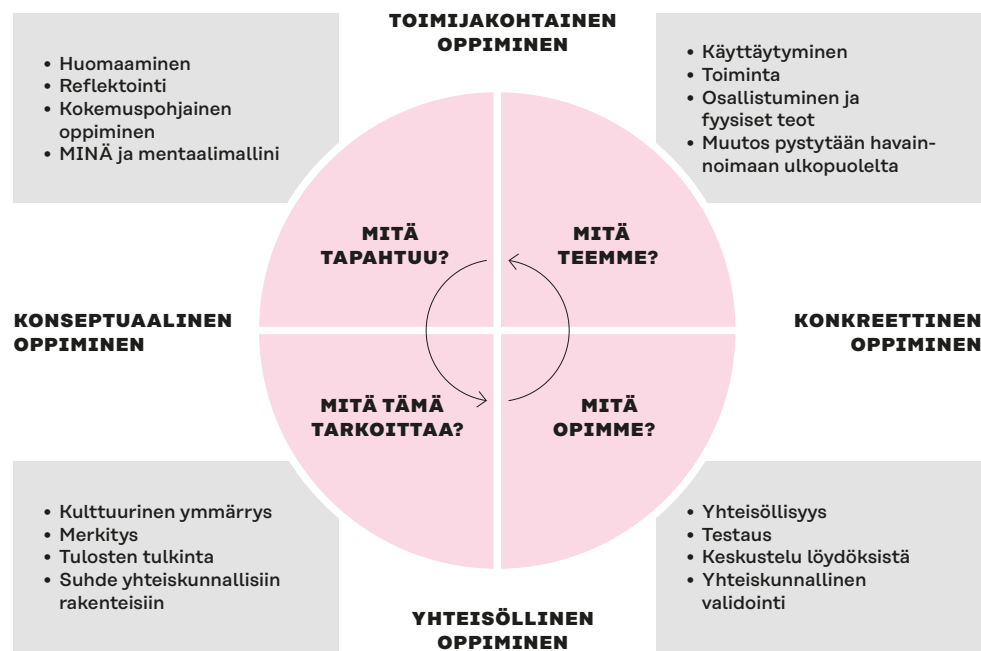 TOIMIJAKOHTAINEN
OPPIMINEN
• Huomaaminen
• Reflektointi
• Kokemuspohjainen
oppiminen
• MINÄ ja mentaalimallini
• Käyttäytyminen
• Toiminta
• Osallistuminen ja
fyysiset teot
• Muutos pystytään havain-
noimaan ulkopuolelta
MITÄ
TAPAHTUU?
MITÄ
TEEMME?
KONSEPTUAALINEN
OPPIMINEN
KONKREETTINEN
OPPIMINEN
MITÄ TÄMÄ
TARKOITTAA?
MITÄ
OPIMME?
• Kulttuurinen ymmärrys
• Merkitys
• Tulosten tulkinta
• Suhde yhteiskunnallisiin
rakenteisiin
• Yhteisöllisyys
• Testaus
• Keskustelu löydöksistä
• Yhteiskunnallinen
validointi
YHTEISÖLLINEN
OPPIMINEN